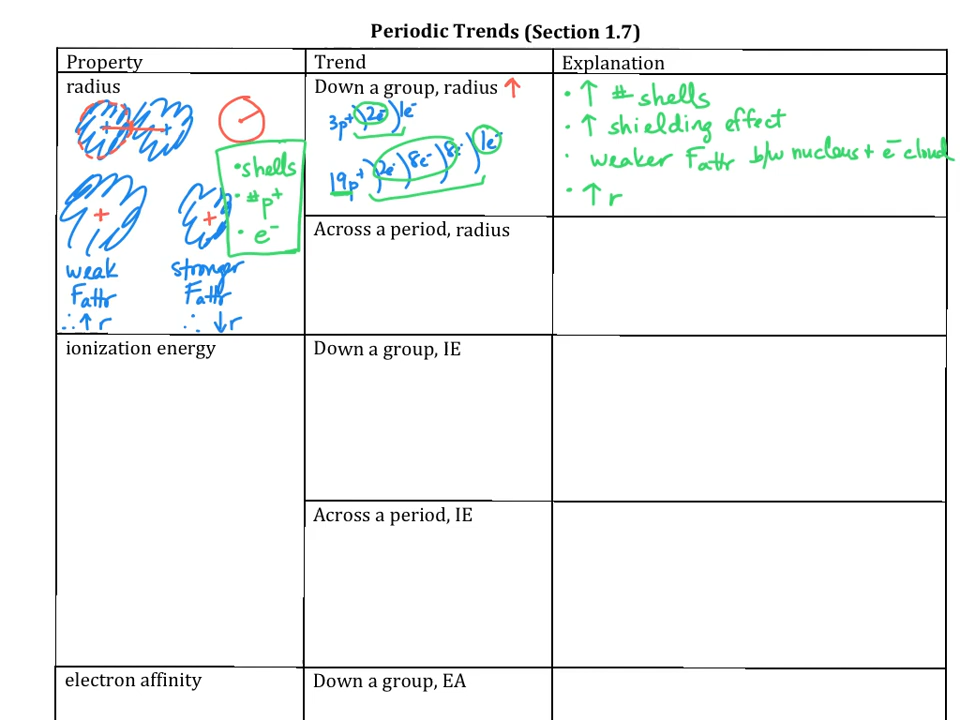 Periodic Trends (Section 1.7)
Property
Trend
Explanation
radius
Down a group, radius ↑
3p⁺ )2e⁻ )1e⁻
19p⁺ )2e⁻ )8e⁻ )8e⁻ )1e⁻
• ↑ # shells
• ↑ shielding effect
• weaker Fattr b/w nucleus + e⁻ cloud
• ↑ r
+ +
• shells
• # p⁺
• e⁻
+ +
weak
Fattr
∴ ↑ r
stronger
Fattr
∴ ↓ r
Across a period, radius
ionization energy
Down a group, IE
Across a period, IE
electron affinity
Down a group, EA